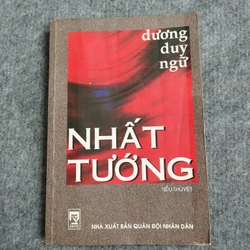 dương
duy
ngữ
NHẤT
TƯỚNG
TIỂU THUYẾT
NHÀ XUẤT BẢN QUÂN ĐỘI NHÂN DÂN